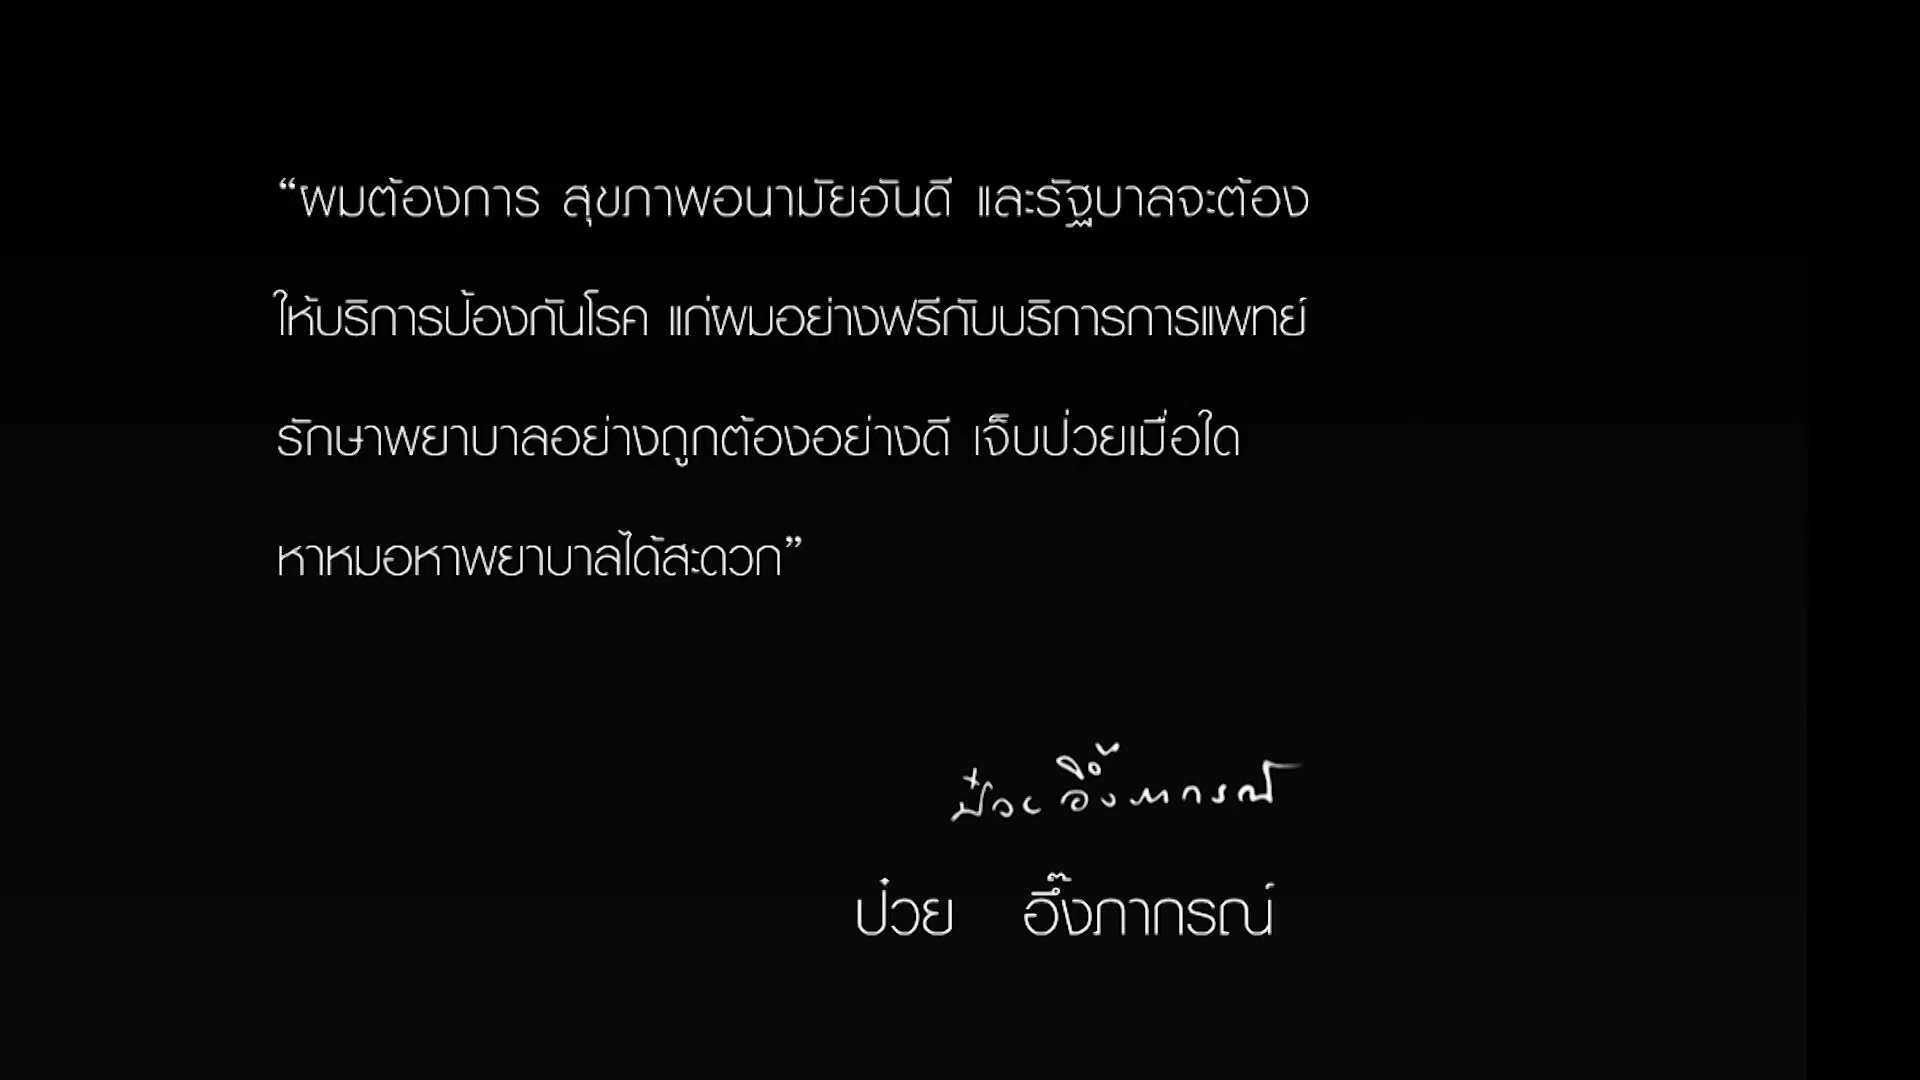 “ผมต้องการ สุขภาพอนามัยอันดี และรัฐบาลจะต้อง
ให้บริการป้องกันโรค แก่ผมอย่างฟรีกับบริการการแพทย์
รักษาพยาบาลอย่างถูกต้องอย่างดี เจ็บป่วยเมื่อใด
หาหมอหาพยาบาลได้สะดวก”
ป๋วย อึ๊งภากรณ์
ป๋วย อึ๊งภากรณ์